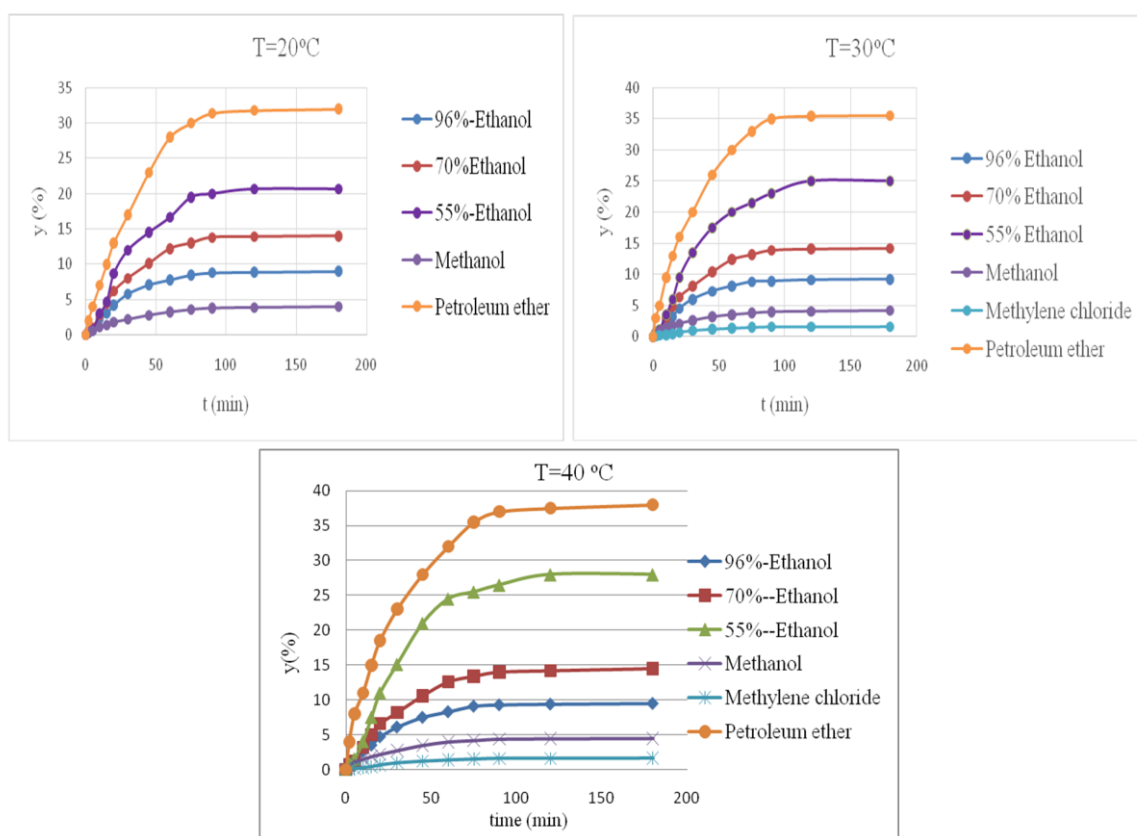 T=20°C
35
30
25
20
15
10
5
0
y (%)
0 50 100 150 200
t (min)
96%-Ethanol
70%Ethanol
55%-Ethanol
Methanol
Petroleum ether
T=30°C
40
35
30
25
20
15
10
5
0
y (%)
0 50 100 150 200
t (min)
96% Ethanol
70% Ethanol
55% Ethanol
Methanol
Methylene chloride
Petroleum ether
T=40 °C
40
35
30
25
20
15
10
5
0
y(%)
0 50 100 150 200
time (min)
96%-Ethanol
70%--Ethanol
55%--Ethanol
Methanol
Methylene chloride
Petroleum ether